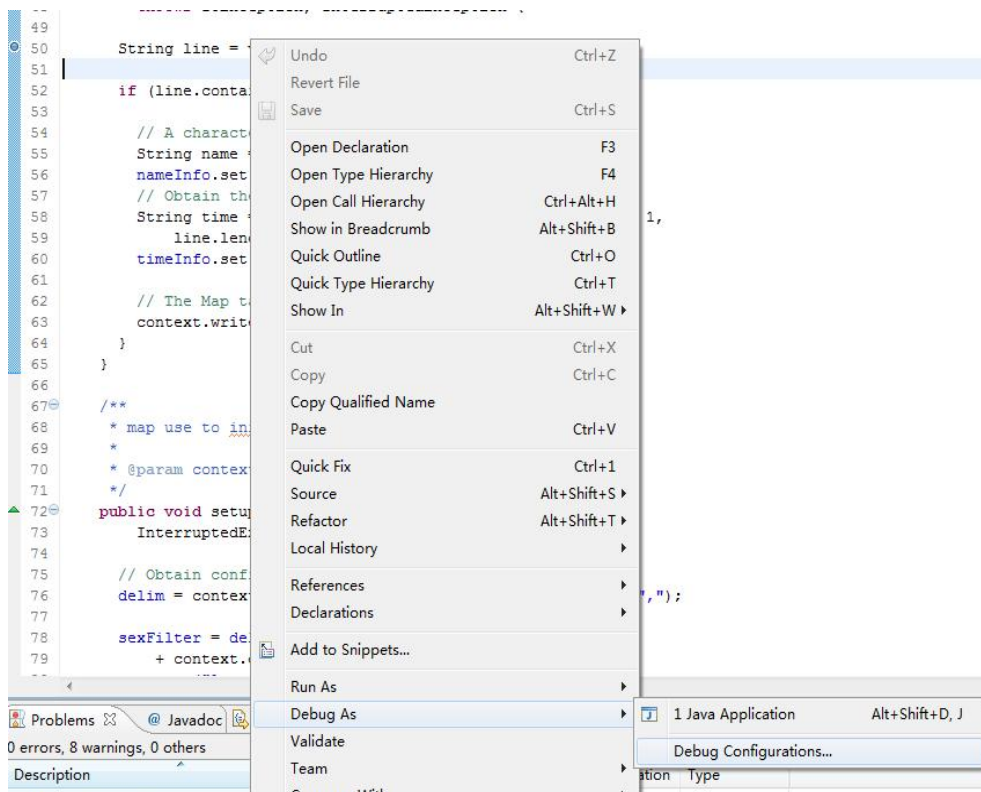 49
50 String line =
51
52 if (line.conta
53
54 // A charact
55 String name
56 nameInfo.set
57 // Obtain th
58 String time = 1,
59 line.len
60 timeInfo.set
61
62 // The Map ta
63 context.writ
64 }
65 }
66
67 /**
68 * map use to in
69 *
70 * @param contex
71 */
72 public void setu
73 InterruptedE
74
75 // Obtain conf
76 delim = contex ",");
77
78 sexFilter = de
79 + context.
Undo Ctrl+Z
Revert File
Save Ctrl+S
Open Declaration F3
Open Type Hierarchy F4
Open Call Hierarchy Ctrl+Alt+H
Show in Breadcrumb Alt+Shift+B
Quick Outline Ctrl+O
Quick Type Hierarchy Ctrl+T
Show In Alt+Shift+W
Cut Ctrl+X
Copy Ctrl+C
Copy Qualified Name
Paste Ctrl+V
Quick Fix Ctrl+1
Source Alt+Shift+S
Refactor Alt+Shift+T
Local History
References
Declarations
Add to Snippets...
Run As
Debug As
Validate
Team
1 Java Application Alt+Shift+D, J
Debug Configurations...
Problems @ Javadoc
0 errors, 8 warnings, 0 others
Description ation Type